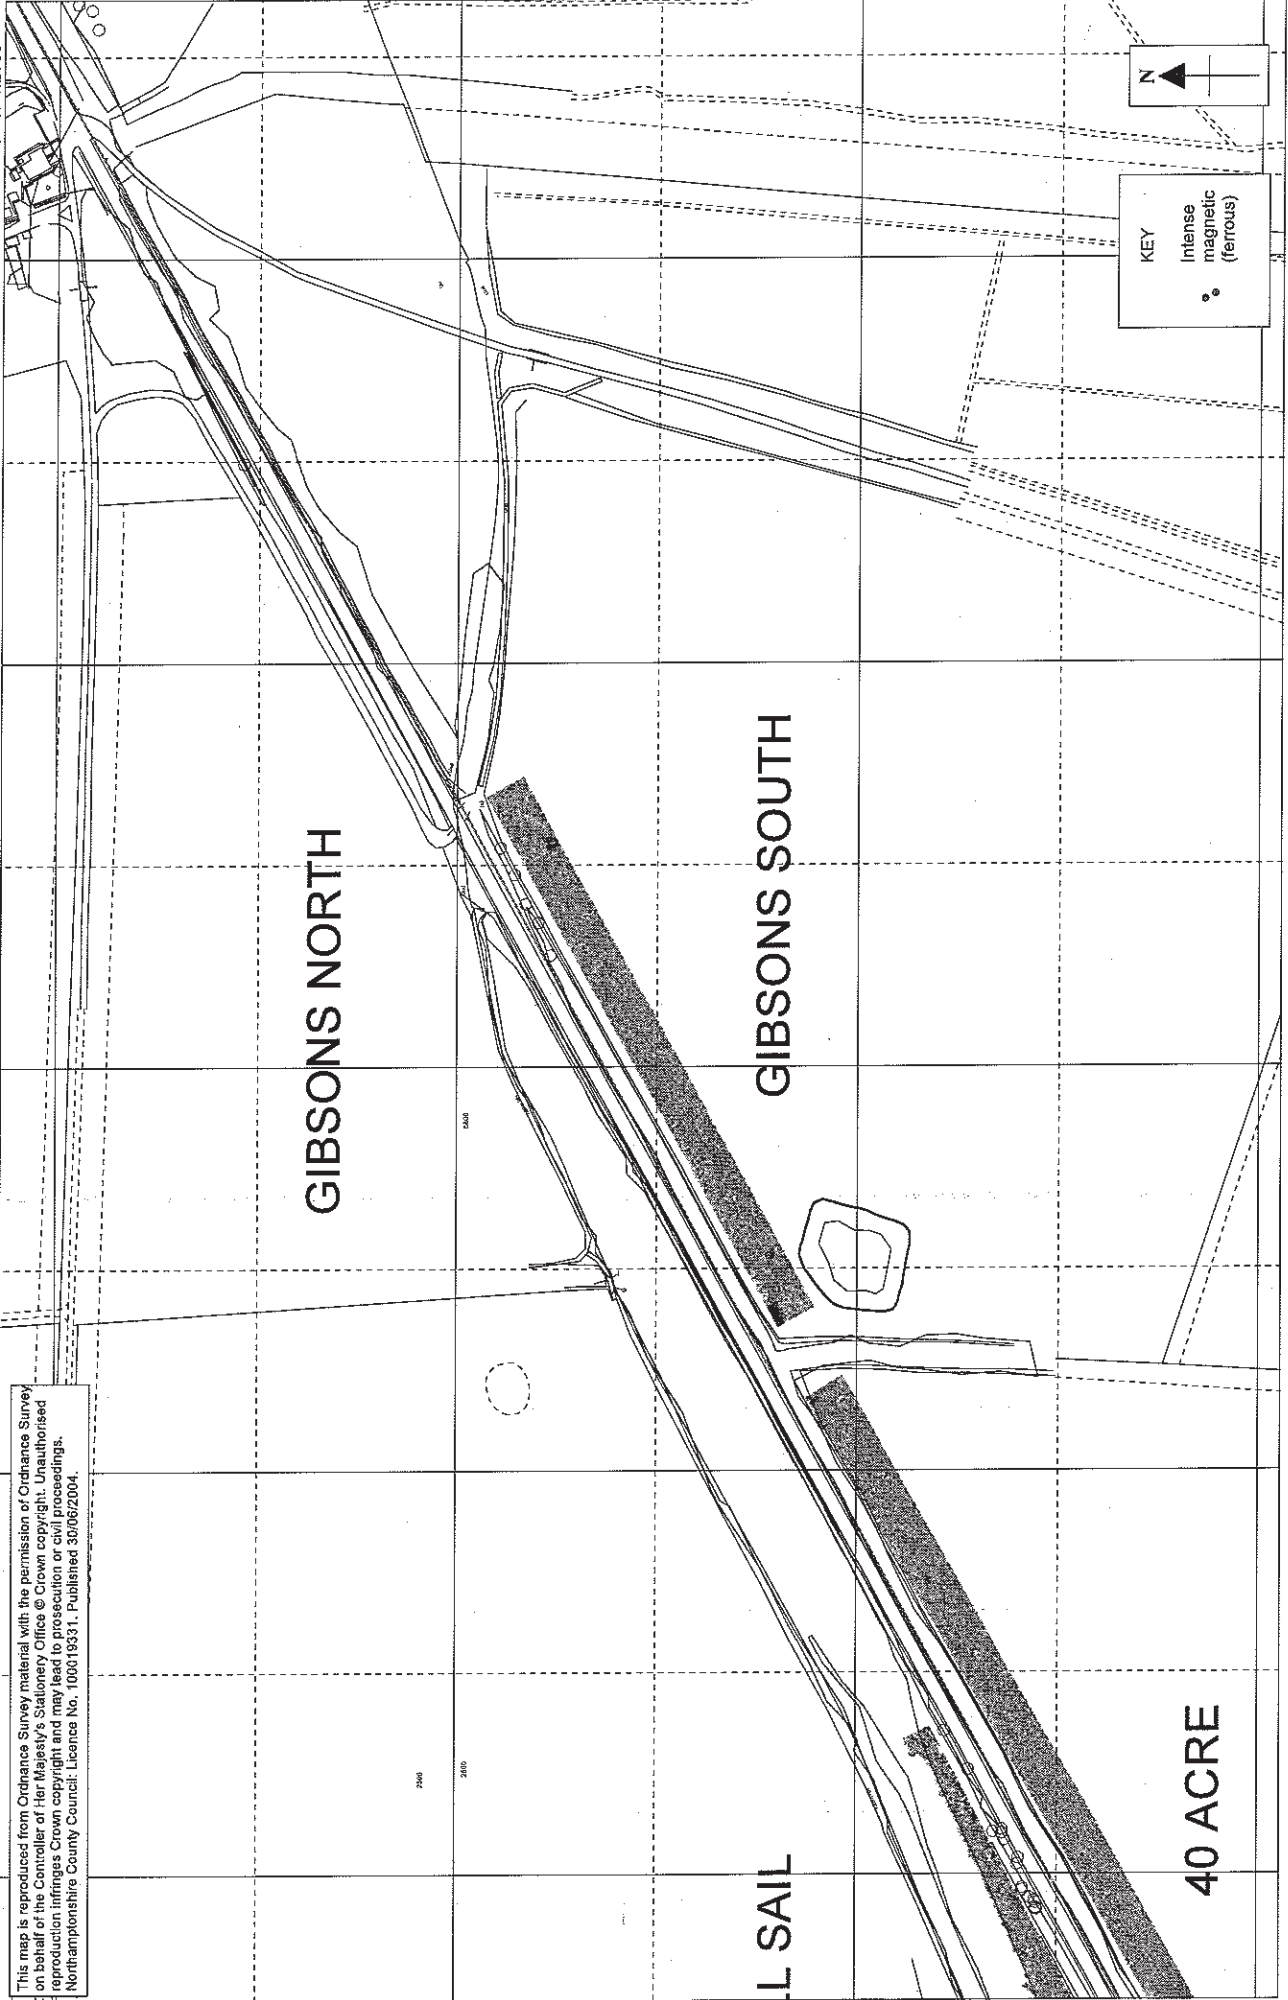 This map is reproduced from Ordnance Survey material with the permission of Ordnance Survey
on behalf of the Controller of Her Majesty's Stationery Office © Crown copyright. Unauthorised
reproduction infringes Crown copyright and may lead to prosecution or civil proceedings.
Northamptonshire County Council: Licence No. 100019331. Published 30/06/2004.
GIBSONS NORTH
GIBSONS SOUTH
L SAIL
40 ACRE
2500
2600
N
KEY
Intense
magnetic
(ferrous)